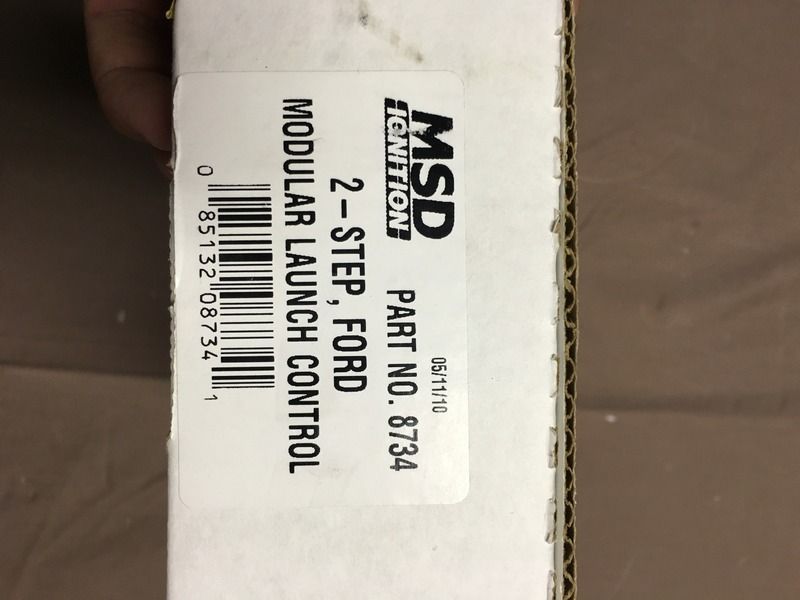 MSD
IGNITION
05/11/10
PART NO. 8734
2-STEP, FORD
MODULAR LAUNCH CONTROL
0 85132 08734 1